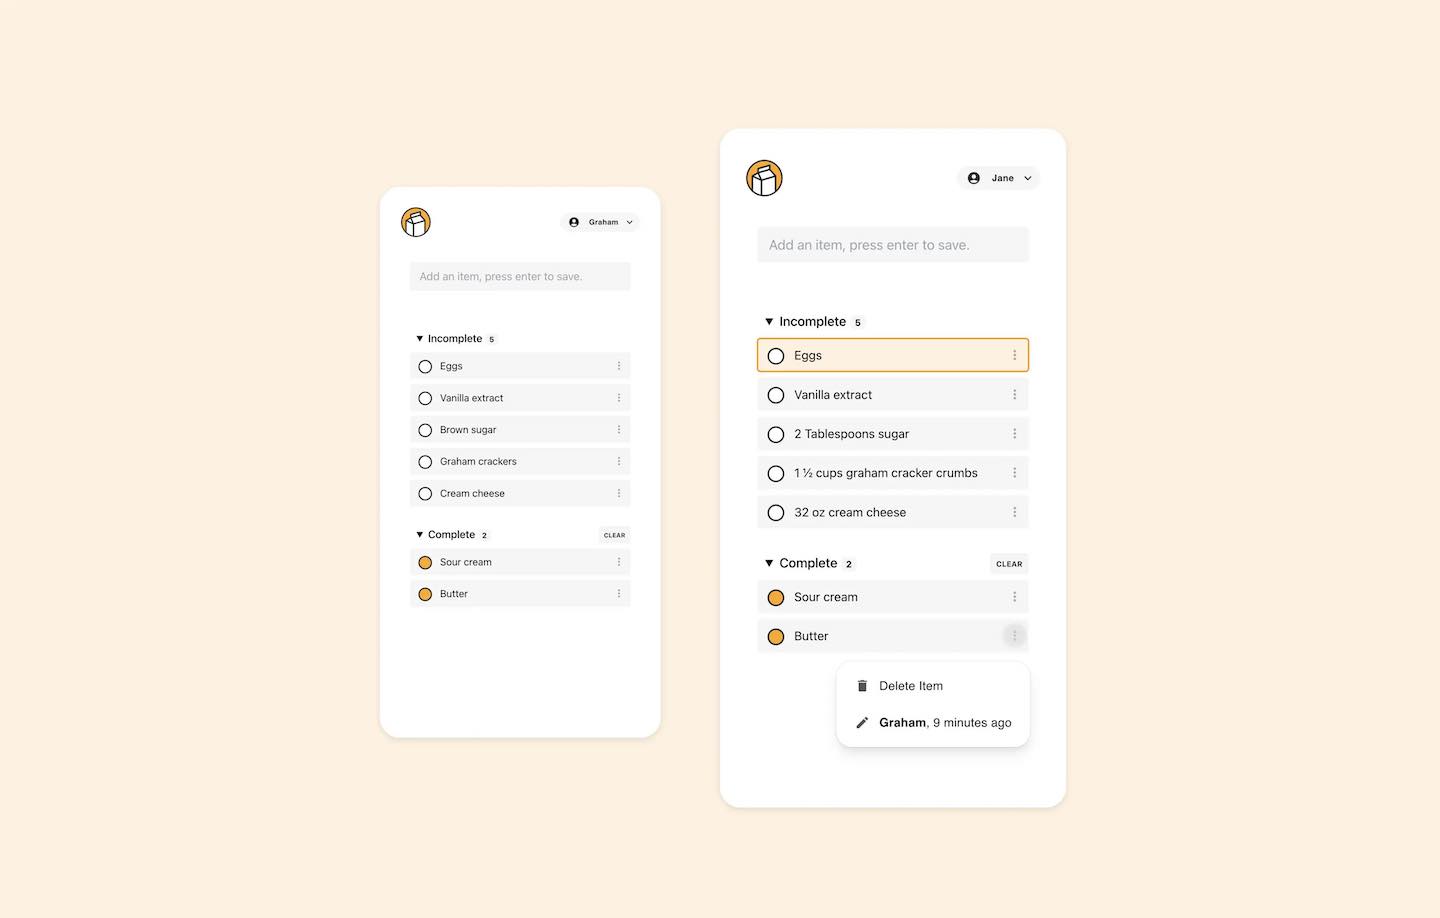 Graham
Add an item, press enter to save.
Incomplete 5
Eggs
Vanilla extract
Brown sugar
Graham crackers
Cream cheese
Complete 2
CLEAR
Sour cream
Butter
Jane
Add an item, press enter to save.
Incomplete 5
Eggs
Vanilla extract
2 Tablespoons sugar
1 ½ cups graham cracker crumbs
32 oz cream cheese
Complete 2
CLEAR
Sour cream
Butter
Delete Item
Graham, 9 minutes ago